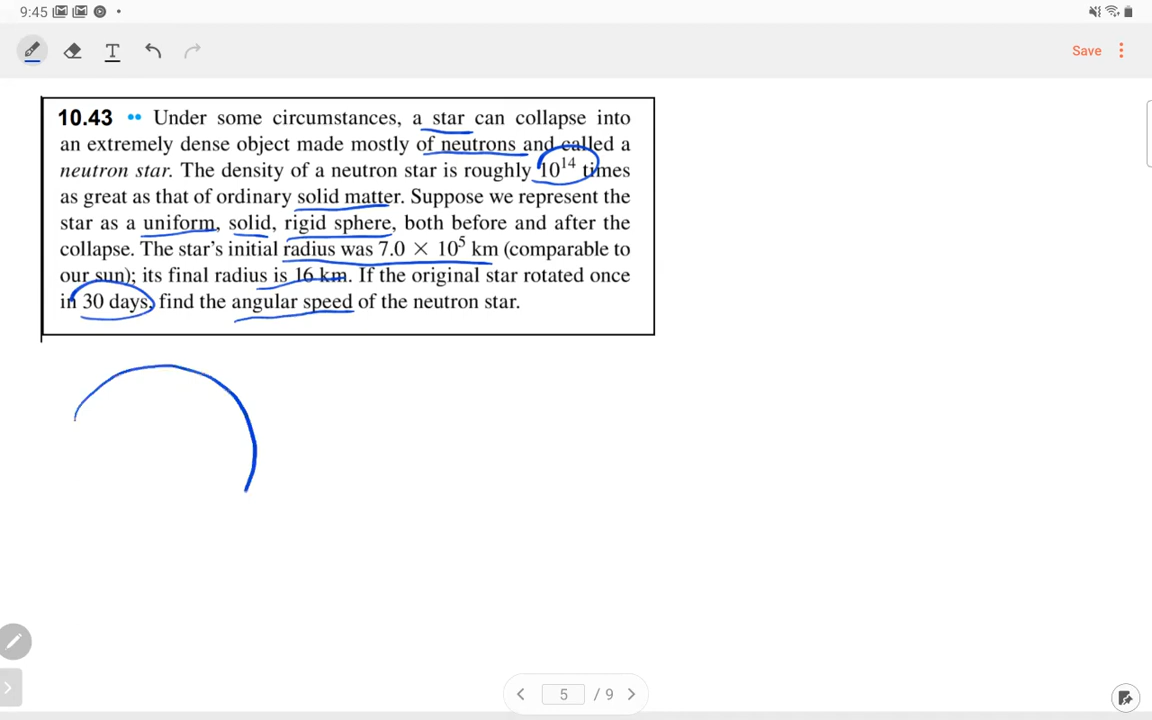 9:45
Save
10.43 •• Under some circumstances, a star can collapse into
an extremely dense object made mostly of neutrons and called a
neutron star. The density of a neutron star is roughly 10¹⁴ times
as great as that of ordinary solid matter. Suppose we represent the
star as a uniform, solid, rigid sphere, both before and after the
collapse. The star's initial radius was 7.0 × 10⁵ km (comparable to
our sun); its final radius is 16 km. If the original star rotated once
in 30 days, find the angular speed of the neutron star.
5 / 9